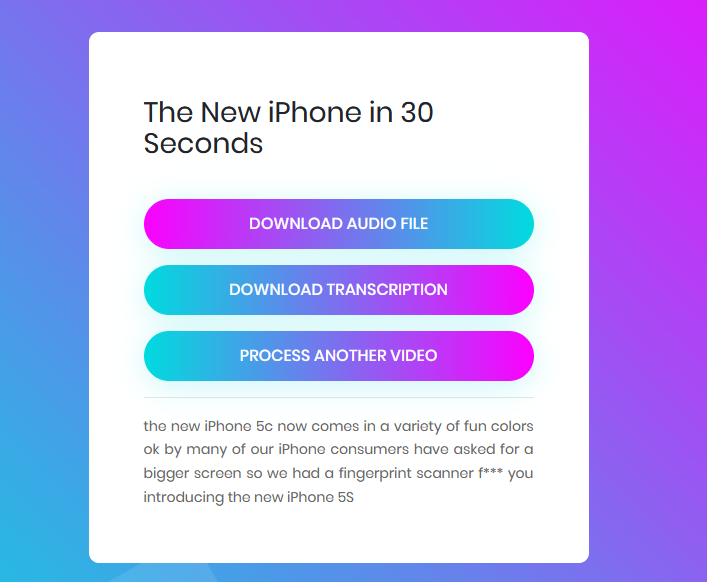 The New iPhone in 30
Seconds
DOWNLOAD AUDIO FILE
DOWNLOAD TRANSCRIPTION
PROCESS ANOTHER VIDEO
the new iPhone 5c now comes in a variety of fun colors
ok by many of our iPhone consumers have asked for a
bigger screen so we had a fingerprint scanner f*** you
introducing the new iPhone 5S